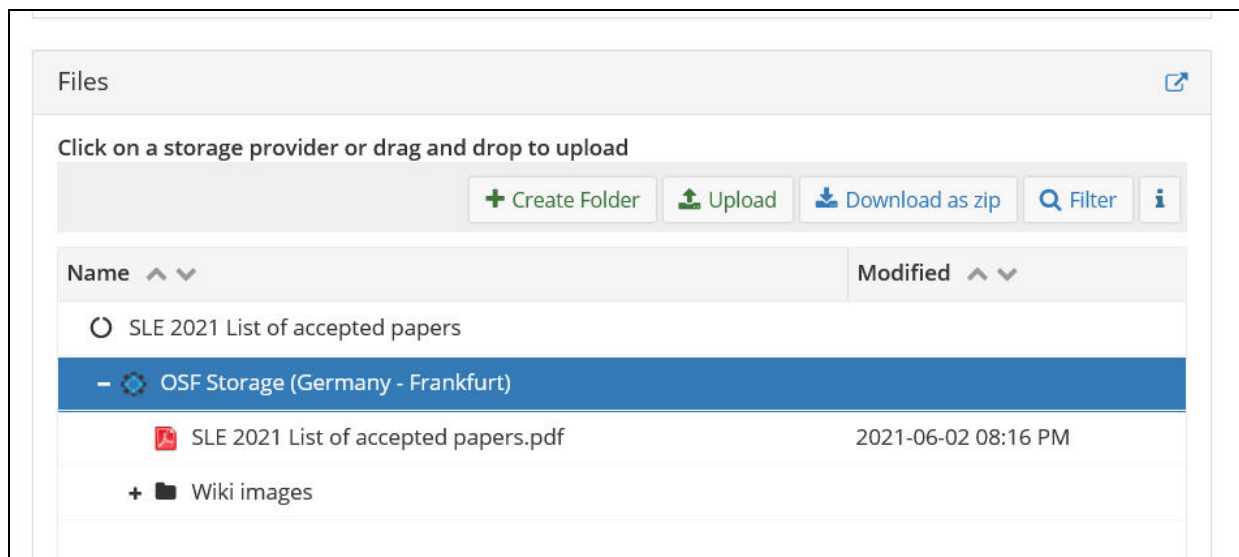 Files
Click on a storage provider or drag and drop to upload
Create Folder Upload Download as zip Filter i
Name Modified
SLE 2021 List of accepted papers
OSF Storage (Germany - Frankfurt)
SLE 2021 List of accepted papers.pdf 2021-06-02 08:16 PM
Wiki images